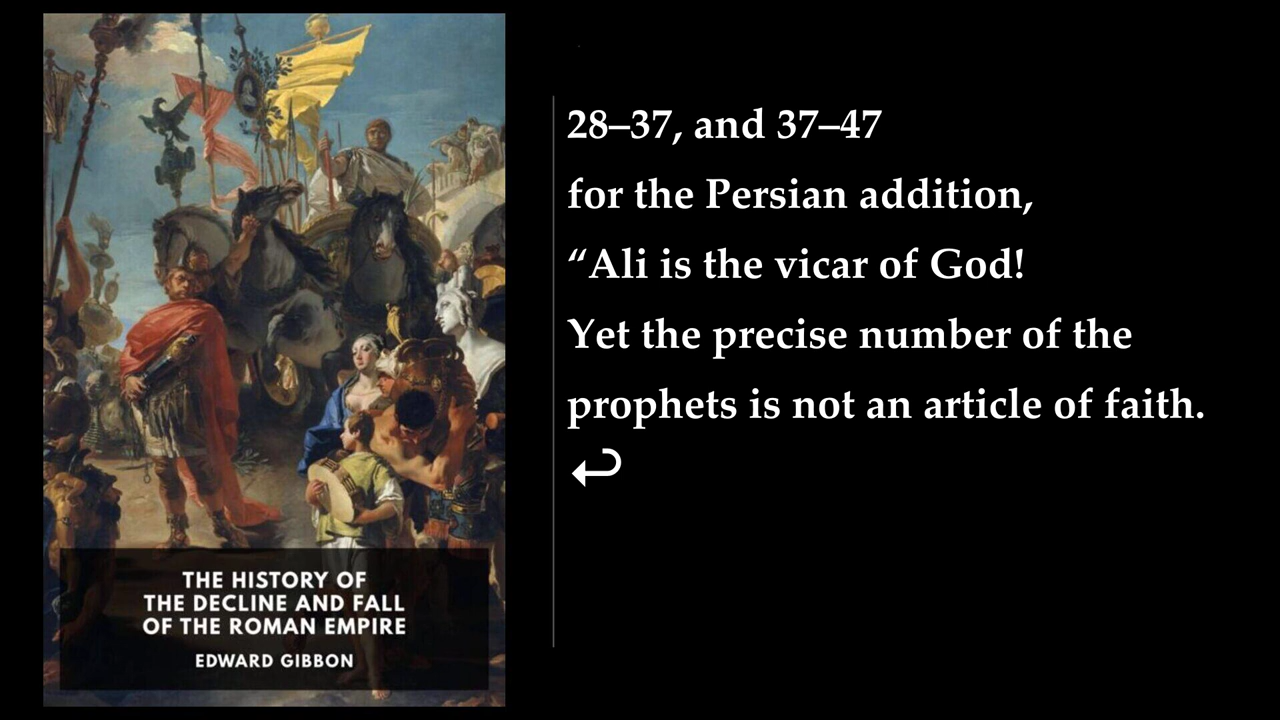 28–37, and 37–47
for the Persian addition,
“Ali is the vicar of God!
Yet the precise number of the
prophets is not an article of faith.
↩
THE HISTORY OF
THE DECLINE AND FALL
OF THE ROMAN EMPIRE
EDWARD GIBBON